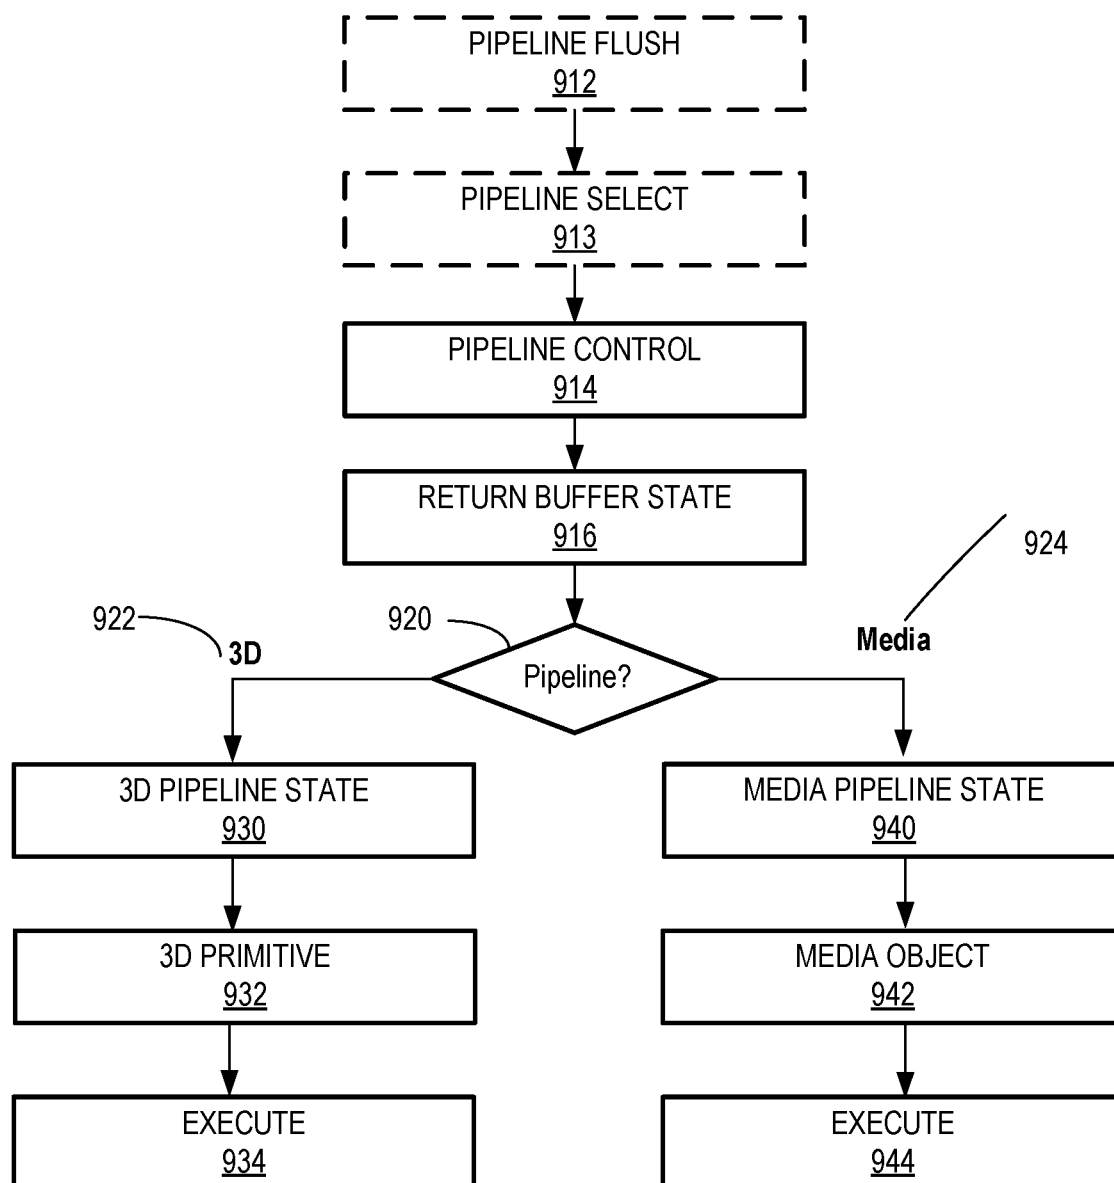 PIPELINE FLUSH
912
PIPELINE SELECT
913
PIPELINE CONTROL
914
RETURN BUFFER STATE
916
924
922
920
3D
Media
Pipeline?
3D PIPELINE STATE
930
MEDIA PIPELINE STATE
940
3D PRIMITIVE
932
MEDIA OBJECT
942
EXECUTE
934
EXECUTE
944